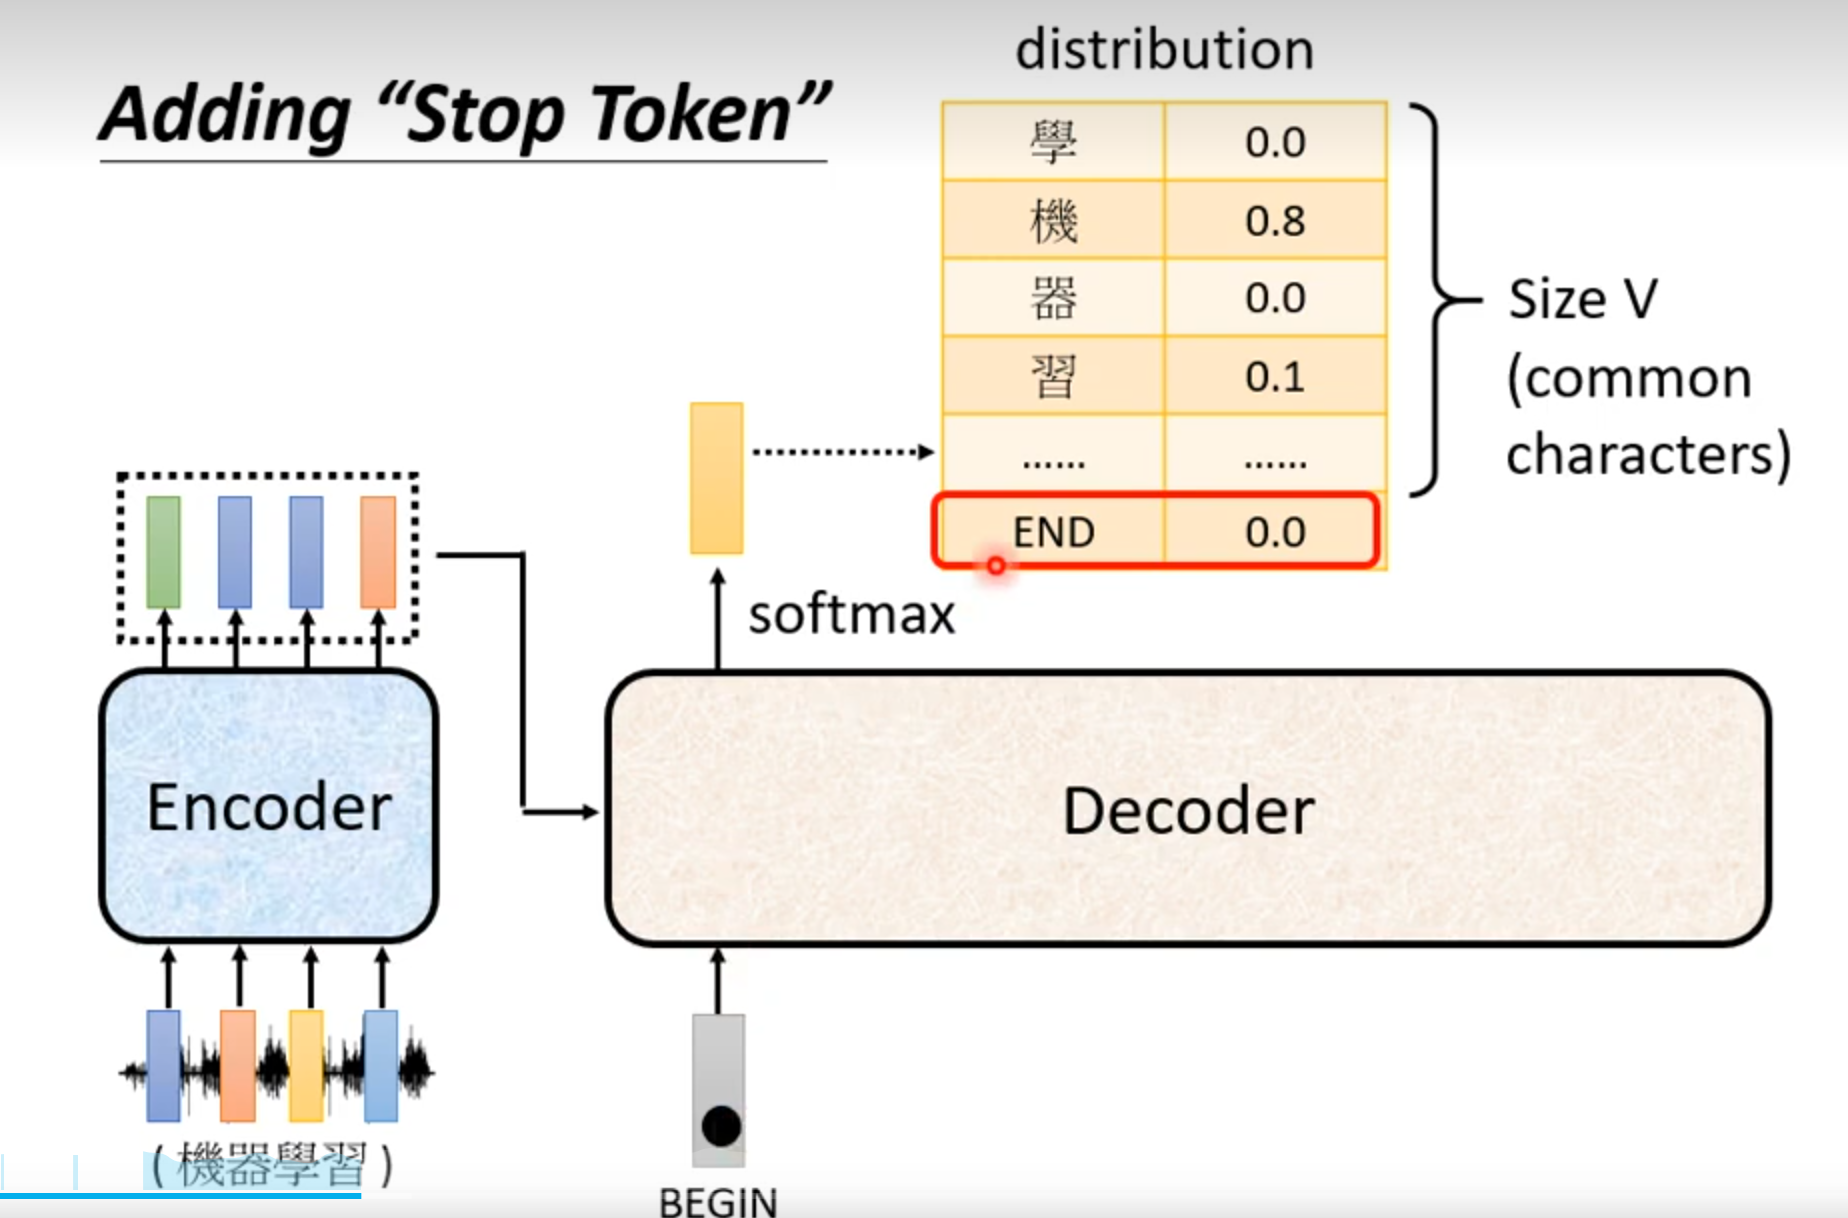 Adding “Stop Token”
distribution
學 0.0
機 0.8
器 0.0
習 0.1
...... ......
END 0.0
Size V
(common
characters)
softmax
Encoder
Decoder
(機器學習)
BEGIN